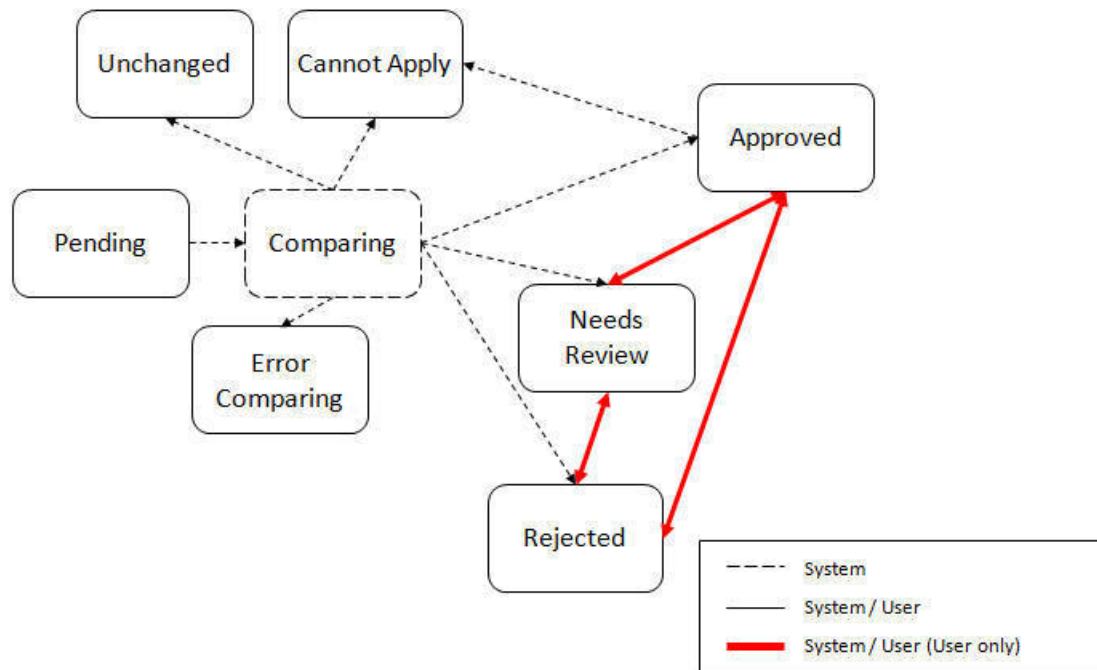 Unchanged
Cannot Apply
Approved
Pending
Comparing
Needs
Review
Error
Comparing
Rejected
System
System / User
System / User (User only)